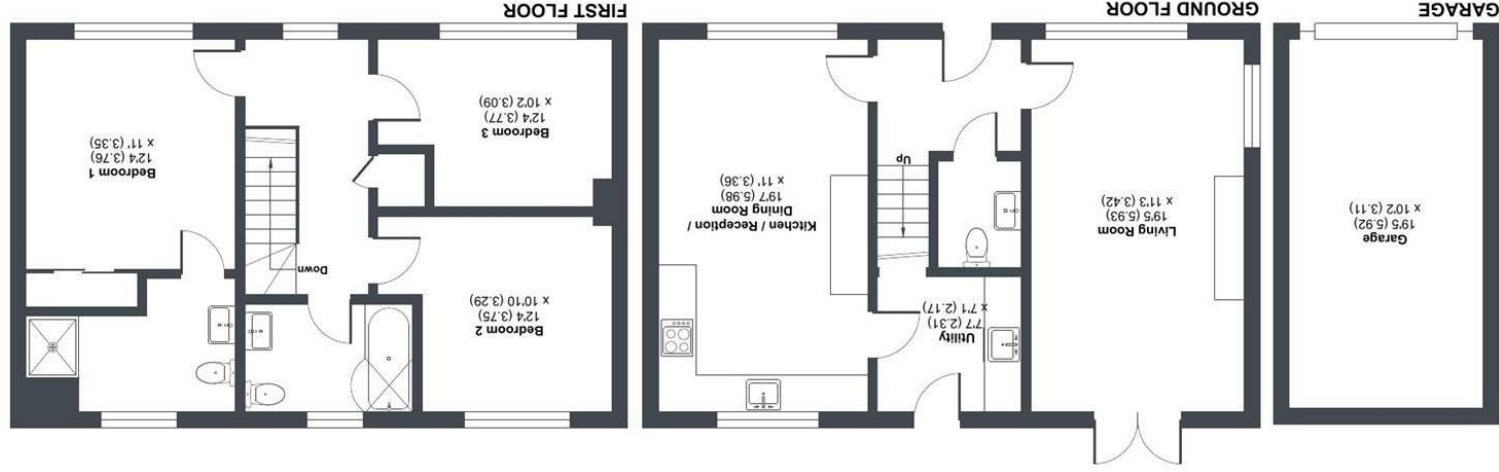 Garage
19'5 (5.92)
x 10'2 (3.11)
GARAGE
Living Room
19'5 (5.93)
x 11'3 (3.42)
Utility
7'7 (2.31)
x 7'1 (2.17)
Up
Kitchen / Reception /
Dining Room
19'7 (5.98)
x 11' (3.36)
GROUND FLOOR
Bedroom 2
12'4 (3.75)
x 10'10 (3.29)
Bedroom 3
12'4 (3.77)
x 10'2 (3.09)
Down
Bedroom 1
12'4 (3.76)
x 11' (3.35)
FIRST FLOOR